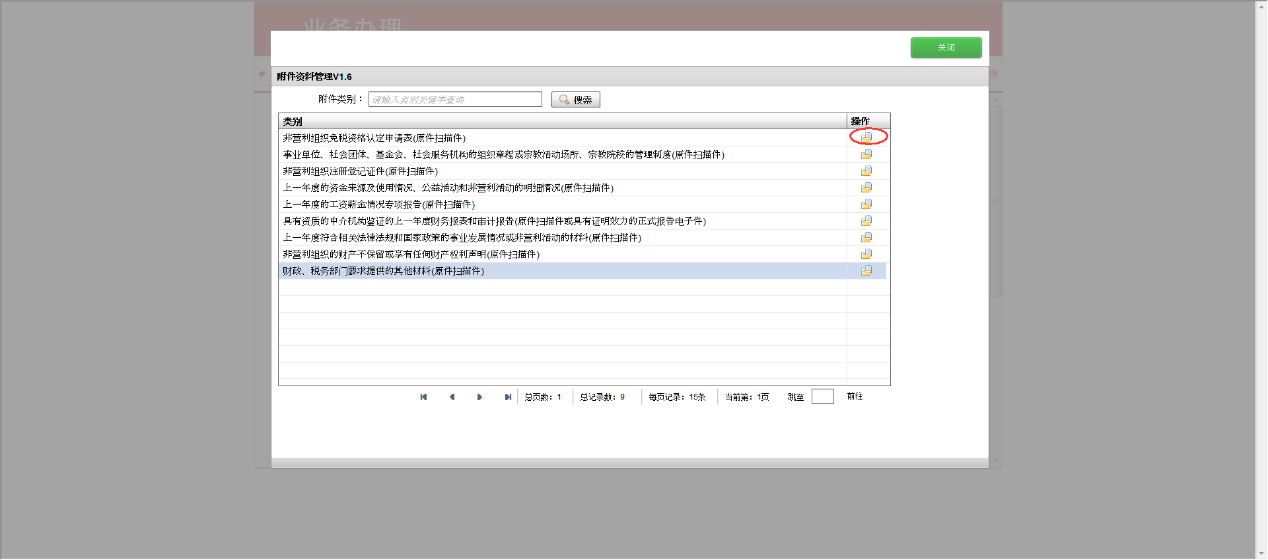 业务办理
关闭
附件资料管理V1.6
附件类别： 请输入类别关键字查询 搜索
类别 操作
非营利组织免税资格认定申请表(原件扫描件)
事业单位、社会团体、基金会、社会服务机构的组织章程或宗教活动场所、宗教院校的管理制度(原件扫描件)
非营利组织注册登记证件(原件扫描件)
上一年度的资金来源及使用情况、公益活动和非营利活动的明细情况(原件扫描件)
上一年度的工资薪金情况专项报告(原件扫描件)
具有资质的中介机构鉴证的上一年度财务报表和审计报告(原件扫描件或具有证明效力的正式报告电子件)
上一年度符合相关法律法规和国家政策的事业发展情况或非营利活动的材料(原件扫描件)
非营利组织的财产不保留或享有任何财产权利声明(原件扫描件)
财政、税务部门要求提供的其他材料(原件扫描件)
总页数：1 总记录数：9 每页记录：15条 当前第：1页 跳至 前往